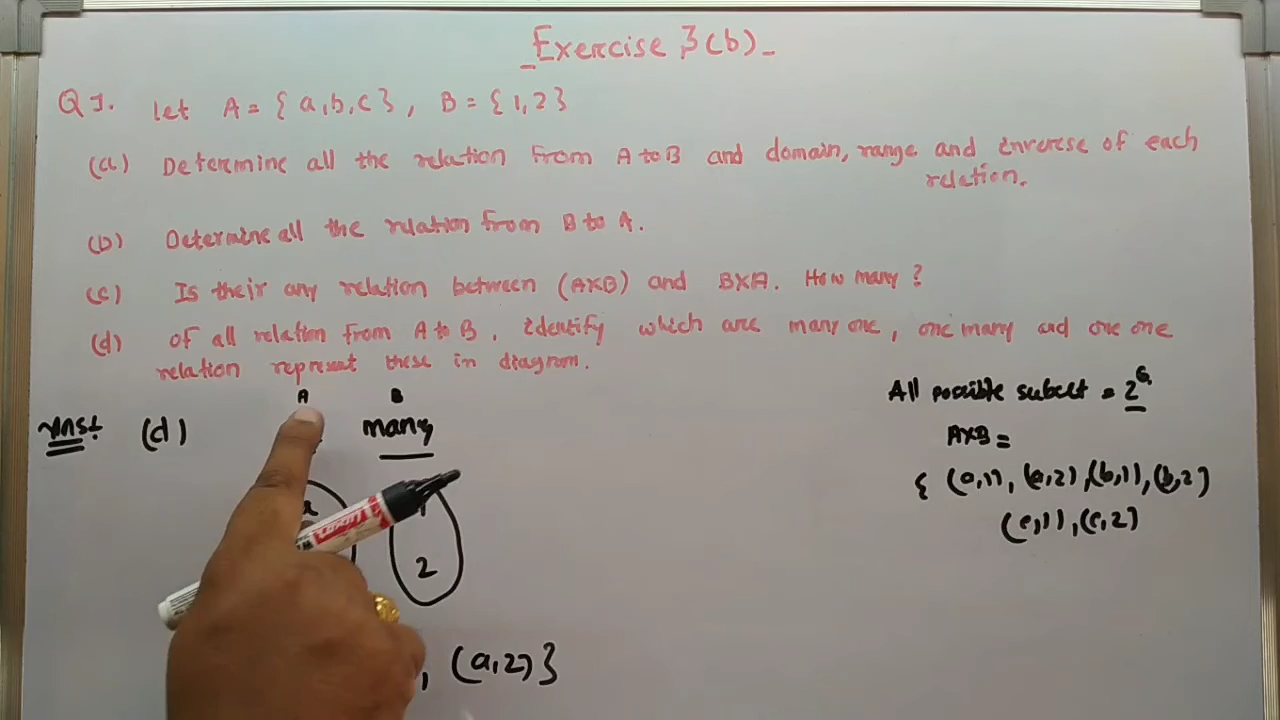 Exercise 3(b)
Q1. let A = {a,b,c}, B = {1,2}
(a) Determine all the relation from A to B and domain, range and inverse of each
relation.
(b) Determine all the relation from B to A.
(c) Is their any relation between (A×B) and B×A. How many?
(d) of all relation from A to B, identify which are many one, one many and one one
relation represent these in diagram.
A B
Ans: (d) many
All possible subset = 2^6
A×B =
{ (a,1), (a,2), (b,1), (b,2)
(c,1), (c,2)
2
, (a,2)}